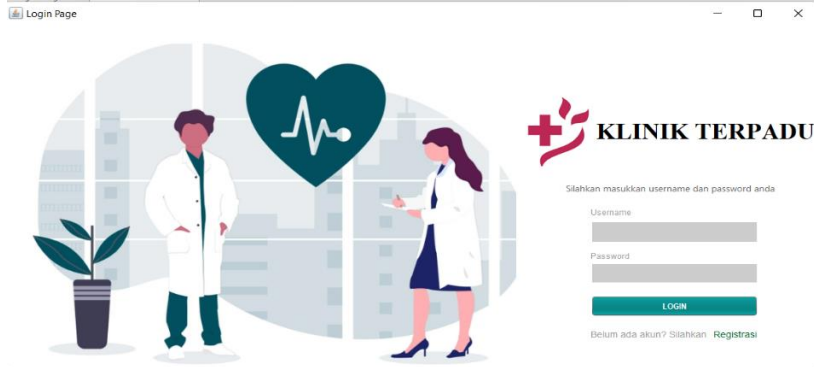 Login Page
KLINIK TERPADU
Silahkan masukkan username dan password anda
Username
Password
LOGIN
Belum ada akun? Silahkan Registrasi